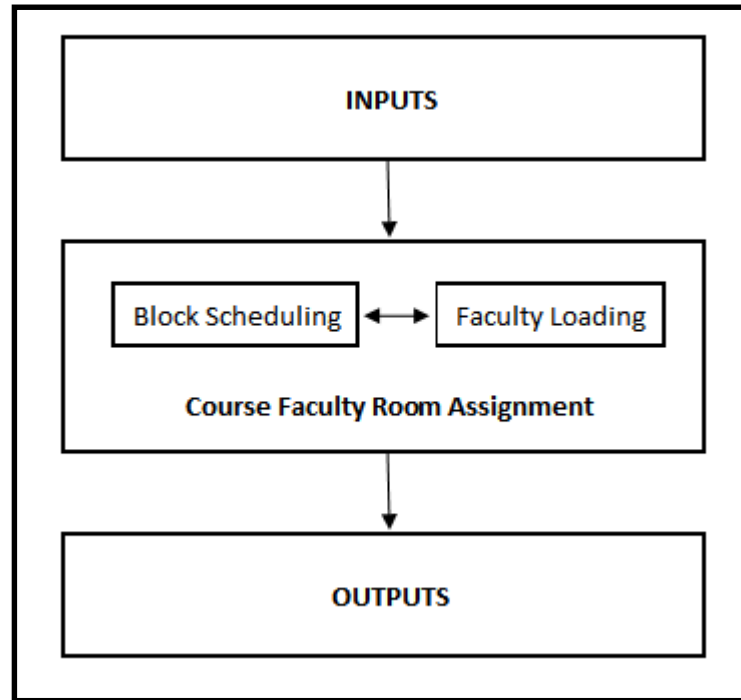 INPUTS
Block Scheduling
Faculty Loading
Course Faculty Room Assignment
OUTPUTS